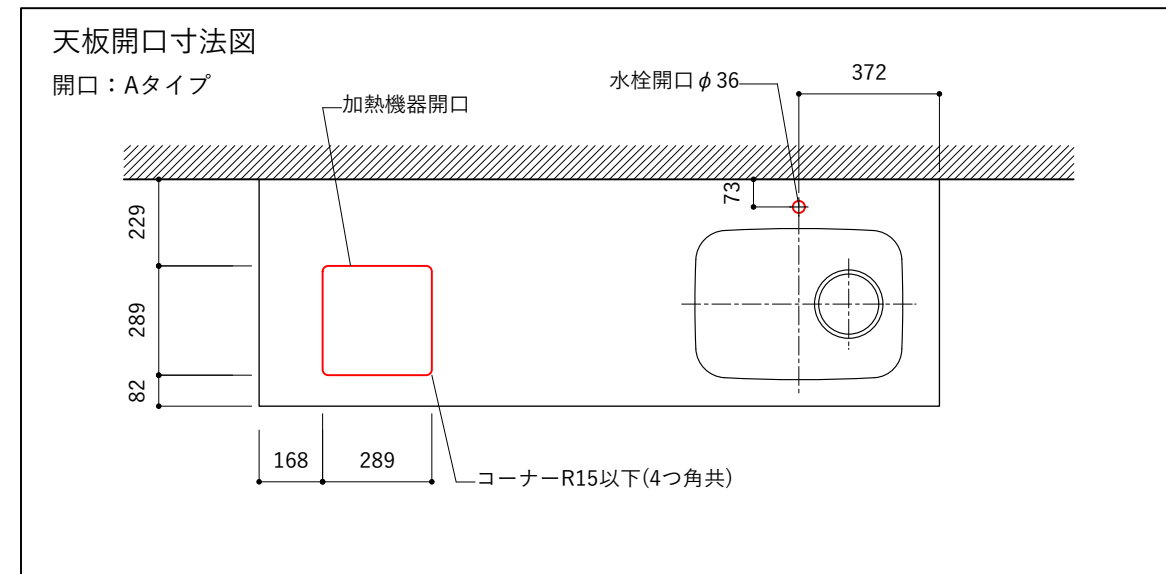 天板開口寸法図
開口：Aタイプ
加熱機器開口
水栓開口φ36
372
73
229
289
82
168
289
コーナーR15以下(4つ角共)